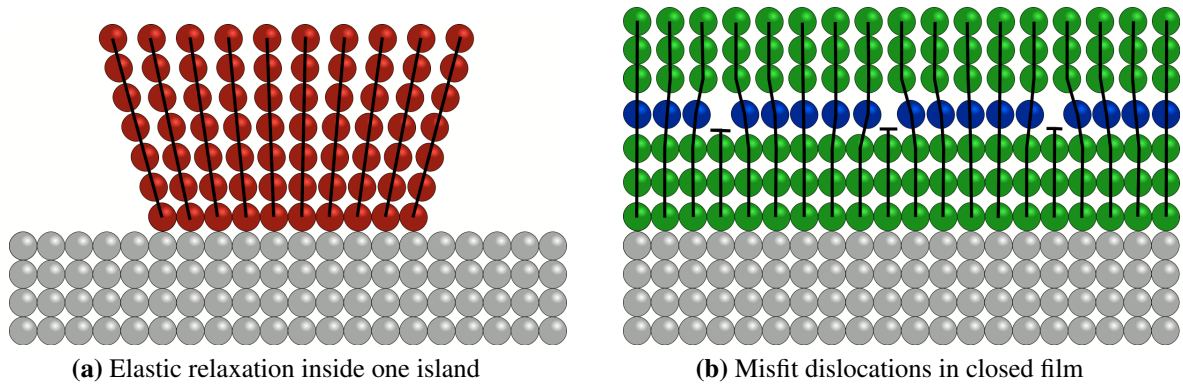 (a) Elastic relaxation inside one island
(b) Misfit dislocations in closed film